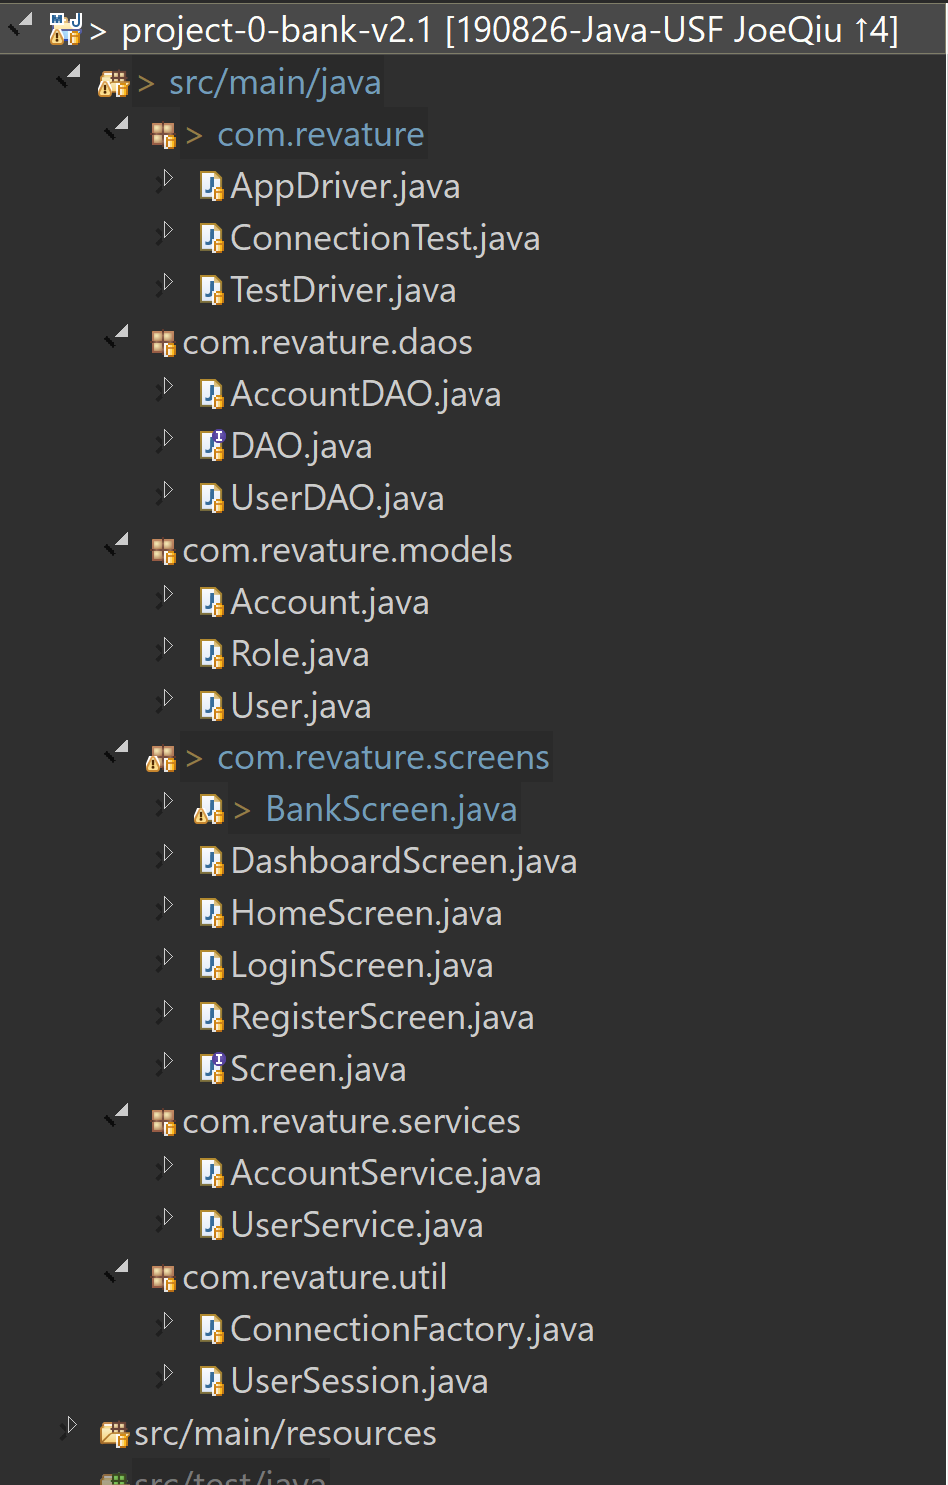 > project-0-bank-v2.1 [190826-Java-USF JoeQiu ↑4]
> src/main/java
> com.revature
AppDriver.java
ConnectionTest.java
TestDriver.java
com.revature.daos
AccountDAO.java
DAO.java
UserDAO.java
com.revature.models
Account.java
Role.java
User.java
> com.revature.screens
> BankScreen.java
DashboardScreen.java
HomeScreen.java
LoginScreen.java
RegisterScreen.java
Screen.java
com.revature.services
AccountService.java
UserService.java
com.revature.util
ConnectionFactory.java
UserSession.java
src/main/resources
src/test/java